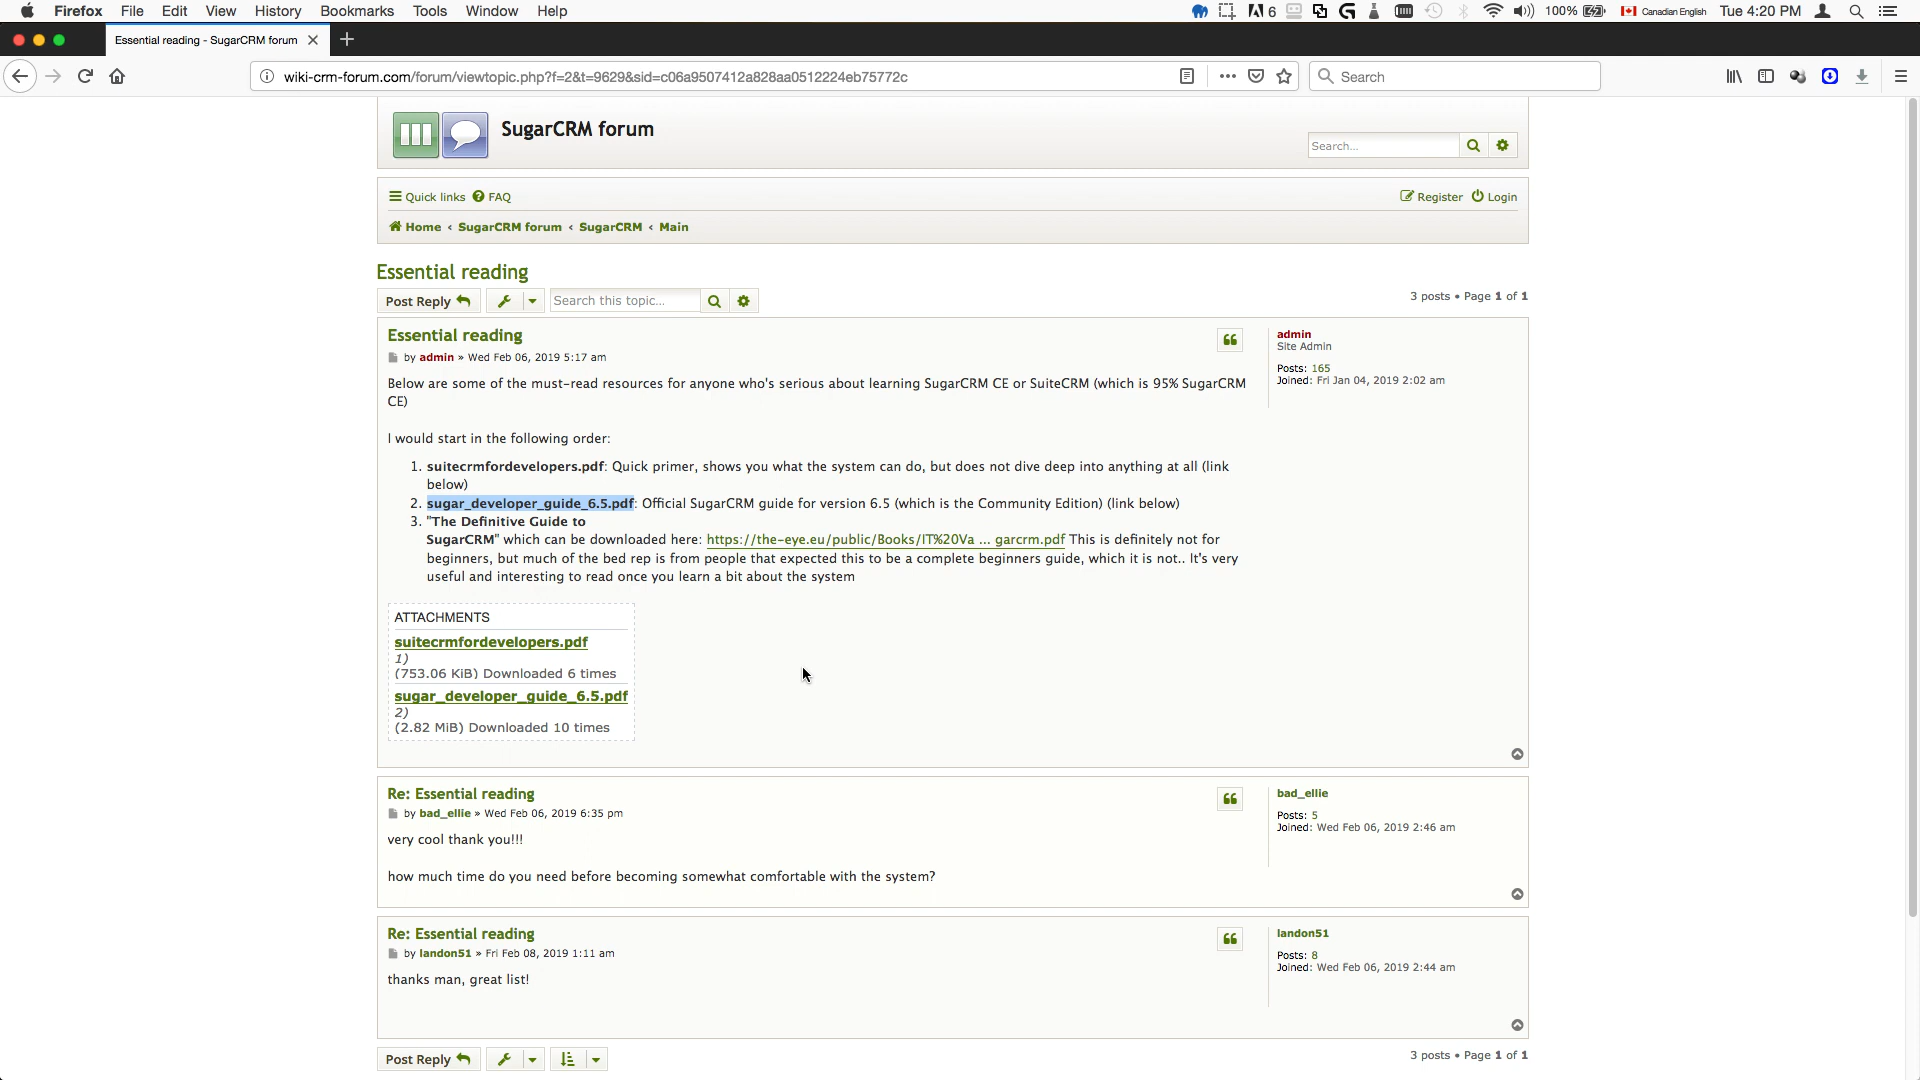 Firefox File Edit View History Bookmarks Tools Window Help 6 100% Canadian English Tue 4:20 PM
Essential reading - SugarCRM forum
wiki-crm-forum.com/forum/viewtopic.php?f=2&t=9629&sid=c06a9507412a828aa0512224eb75772c Search
SugarCRM forum
Search…
Quick links FAQ Register Login
Home ‹ SugarCRM forum ‹ SugarCRM ‹ Main
Essential reading
Post Reply Search this topic… 3 posts • Page 1 of 1
Essential reading
by admin » Wed Feb 06, 2019 5:17 am
Below are some of the must-read resources for anyone who's serious about learning SugarCRM CE or SuiteCRM (which is 95% SugarCRM
CE)
I would start in the following order:
1. suitecrmfordevelopers.pdf: Quick primer, shows you what the system can do, but does not dive deep into anything at all (link
below)
2. sugar_developer_guide_6.5.pdf: Official SugarCRM guide for version 6.5 (which is the Community Edition) (link below)
3. "The Definitive Guide to
SugarCRM" which can be downloaded here: https://the-eye.eu/public/Books/IT%20Va ... garcrm.pdf This is definitely not for
beginners, but much of the bed rep is from people that expected this to be a complete beginners guide, which it is not.. It's very
useful and interesting to read once you learn a bit about the system
admin
Site Admin
Posts: 165
Joined: Fri Jan 04, 2019 2:02 am
ATTACHMENTS
suitecrmfordevelopers.pdf
1)
(753.06 KiB) Downloaded 6 times
sugar_developer_guide_6.5.pdf
2)
(2.82 MiB) Downloaded 10 times
Re: Essential reading
by bad_ellie » Wed Feb 06, 2019 6:35 pm
very cool thank you!!!
how much time do you need before becoming somewhat comfortable with the system?
bad_ellie
Posts: 5
Joined: Wed Feb 06, 2019 2:46 am
Re: Essential reading
by landon51 » Fri Feb 08, 2019 1:11 am
thanks man, great list!
landon51
Posts: 8
Joined: Wed Feb 06, 2019 2:44 am
Post Reply 3 posts • Page 1 of 1